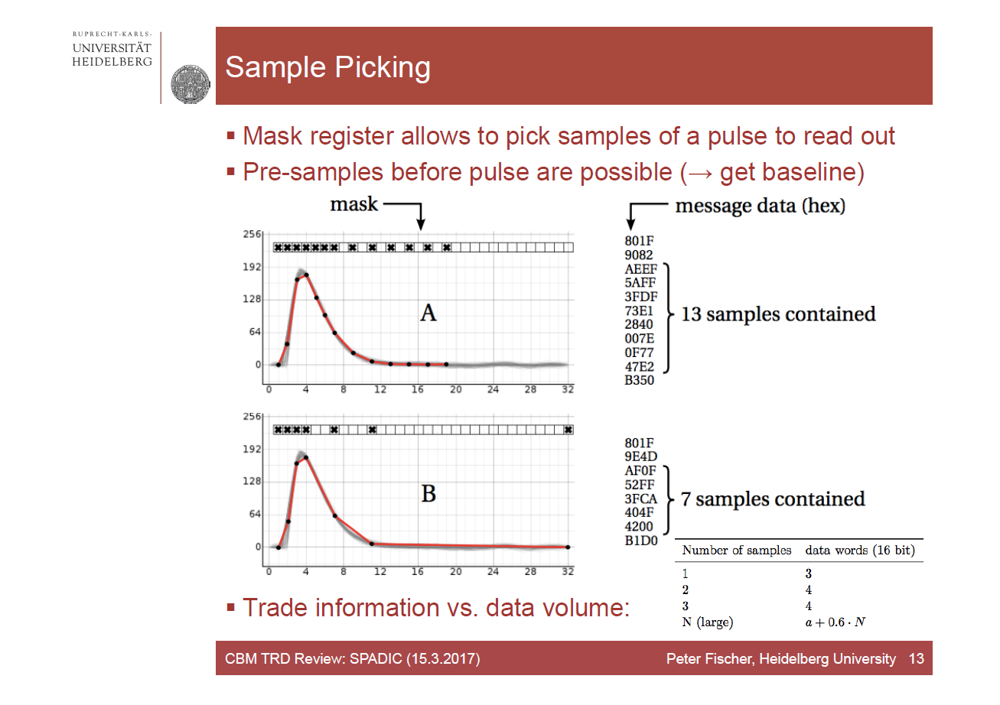 RUPRECHT-KARLS-
UNIVERSITÄT
HEIDELBERG
Sample Picking
▪ Mask register allows to pick samples of a pulse to read out
▪ Pre-samples before pulse are possible (→ get baseline)
mask
message data (hex)
256
192
128
64
0
0 4 8 12 16 20 24 28 32
A
801F
9082
AEEF
5AFF
3FDF
73E1
2840
007E
0F77
47E2
B350
13 samples contained
256
192
128
64
0
0 4 8 12 16 20 24 28 32
B
801F
9E4D
AF0F
52FF
3FCA
404F
4200
B1D0
7 samples contained
Number of samples data words (16 bit)
1 3
2 4
3 4
N (large) a + 0.6 · N
▪ Trade information vs. data volume:
CBM TRD Review: SPADIC (15.3.2017)
Peter Fischer, Heidelberg University 13